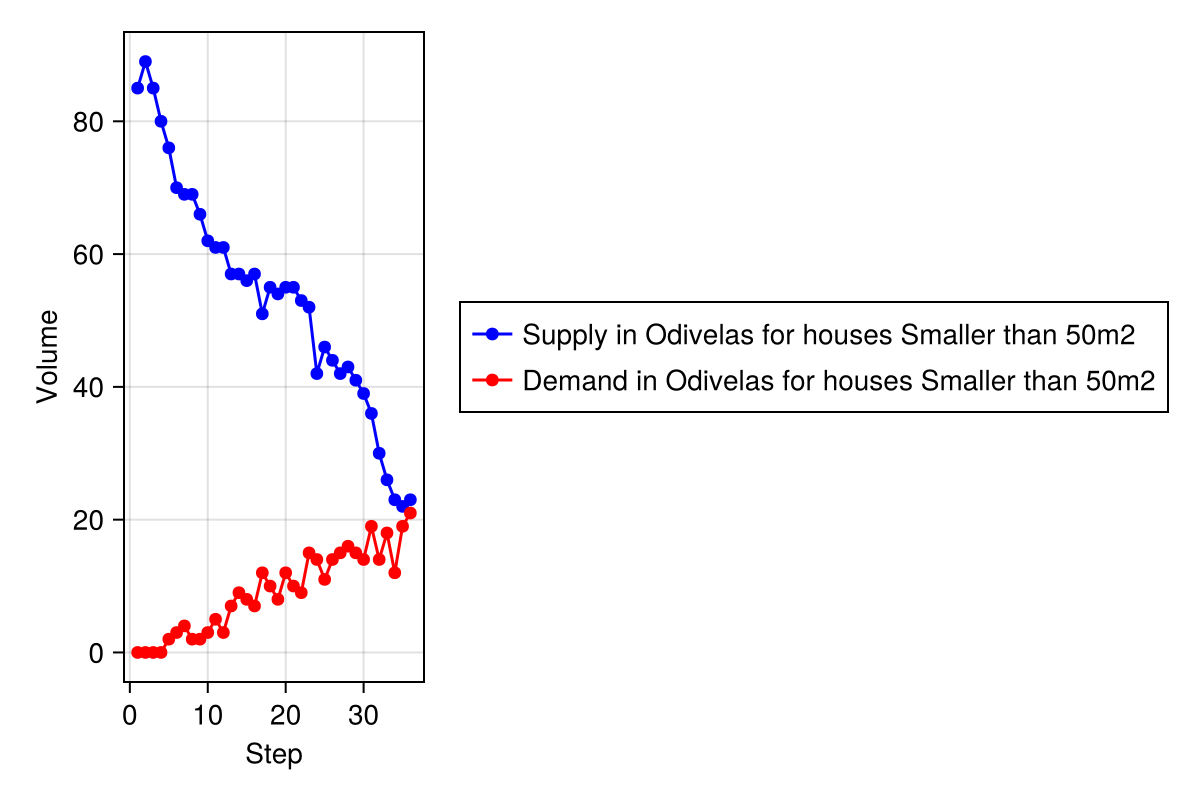 80
60
40
20
0
Volume
0 10 20 30
Step
Supply in Odivelas for houses Smaller than 50m2
Demand in Odivelas for houses Smaller than 50m2